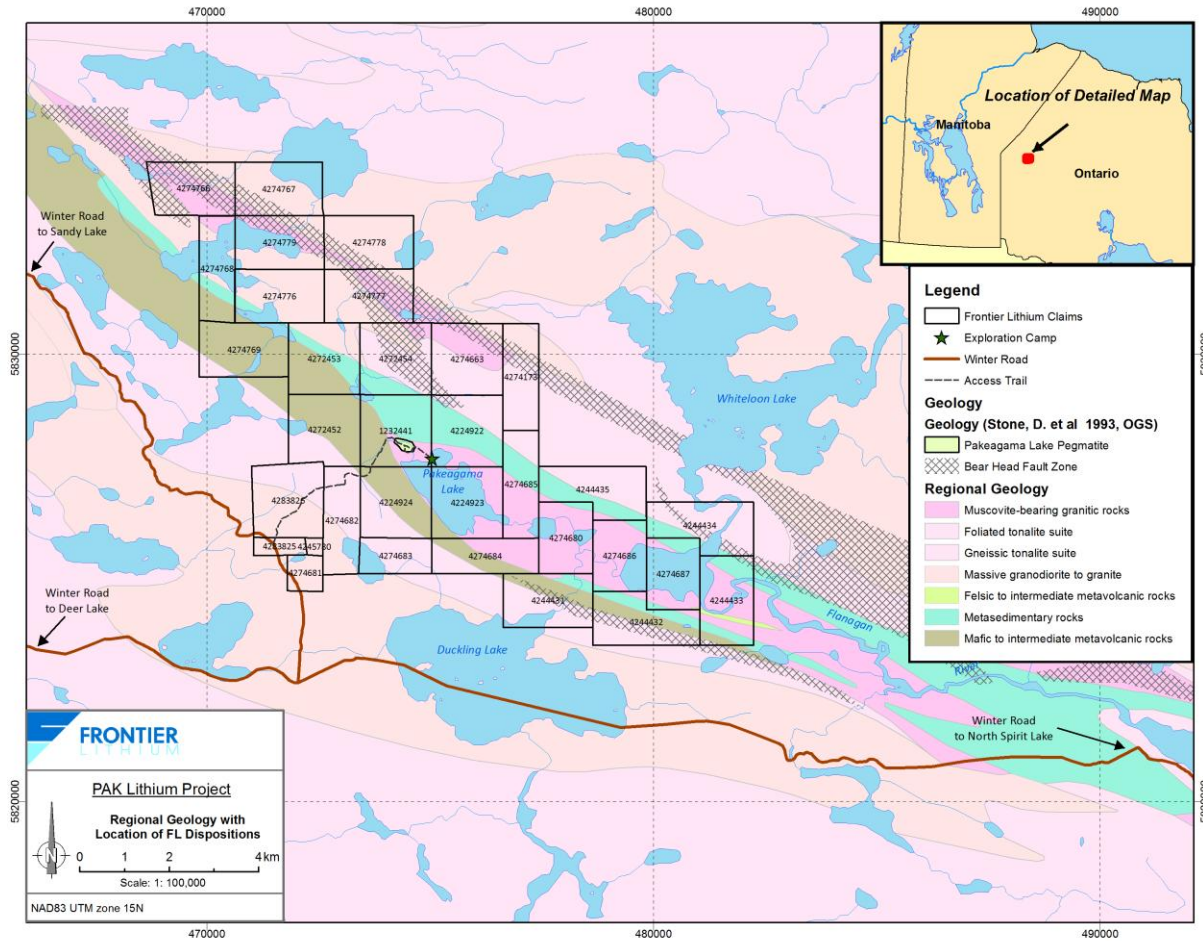 470000
480000
490000
Location of Detailed Map
Manitoba
Ontario
Winter Road
to Sandy Lake
4274766
4274767
4274779
4274778
4274768
4274776
4274777
5830000
4274769
4272453
4272454
4274663
4274173
Whiteloon Lake
4272452
1232441
4224922
Pakeagama
Lake
4283826
4224924
4224923
4274685
4244435
4274682
4244434
4283825
4245780
4274683
4274684
4274680
4274686
4274681
4274687
4244431
4244433
4244432
Winter Road
to Deer Lake
Duckling Lake
Flanagan
River
Winter Road
to North Spirit Lake
5820000
Legend
Frontier Lithium Claims
Exploration Camp
Winter Road
Access Trail
Geology
Geology (Stone, D. et al 1993, OGS)
Pakeagama Lake Pegmatite
Bear Head Fault Zone
Regional Geology
Muscovite-bearing granitic rocks
Foliated tonalite suite
Gneissic tonalite suite
Massive granodiorite to granite
Felsic to intermediate metavolcanic rocks
Metasedimentary rocks
Mafic to intermediate metavolcanic rocks
FRONTIER
LITHIUM
PAK Lithium Project
Regional Geology with
Location of FL Dispositions
N
0 1 2 4 km
Scale: 1: 100,000
NAD83 UTM zone 15N
470000
480000
490000